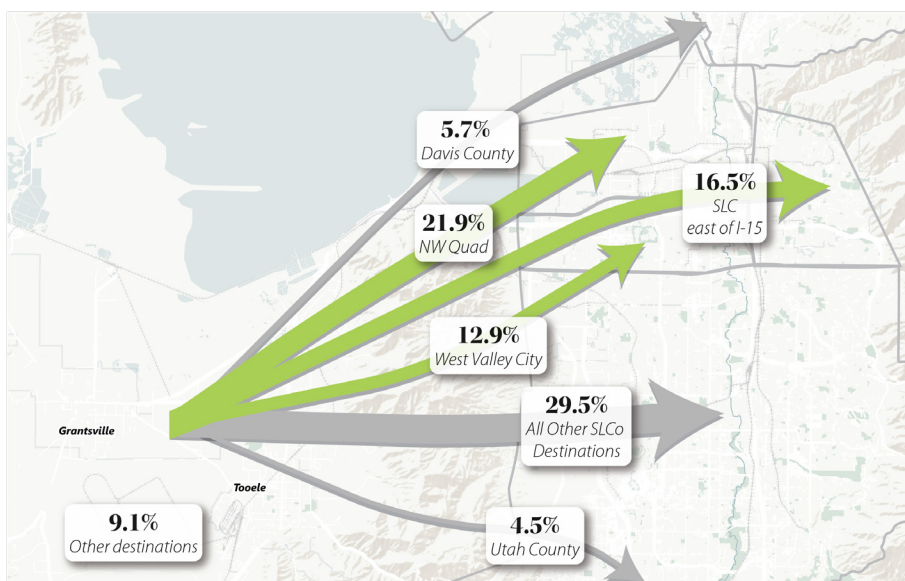 5.7%
Davis County
21.9%
NW Quad
16.5%
SLC
east of I-15
12.9%
West Valley City
29.5%
All Other SLCo
Destinations
Grantsville
Tooele
9.1%
Other destinations
4.5%
Utah County